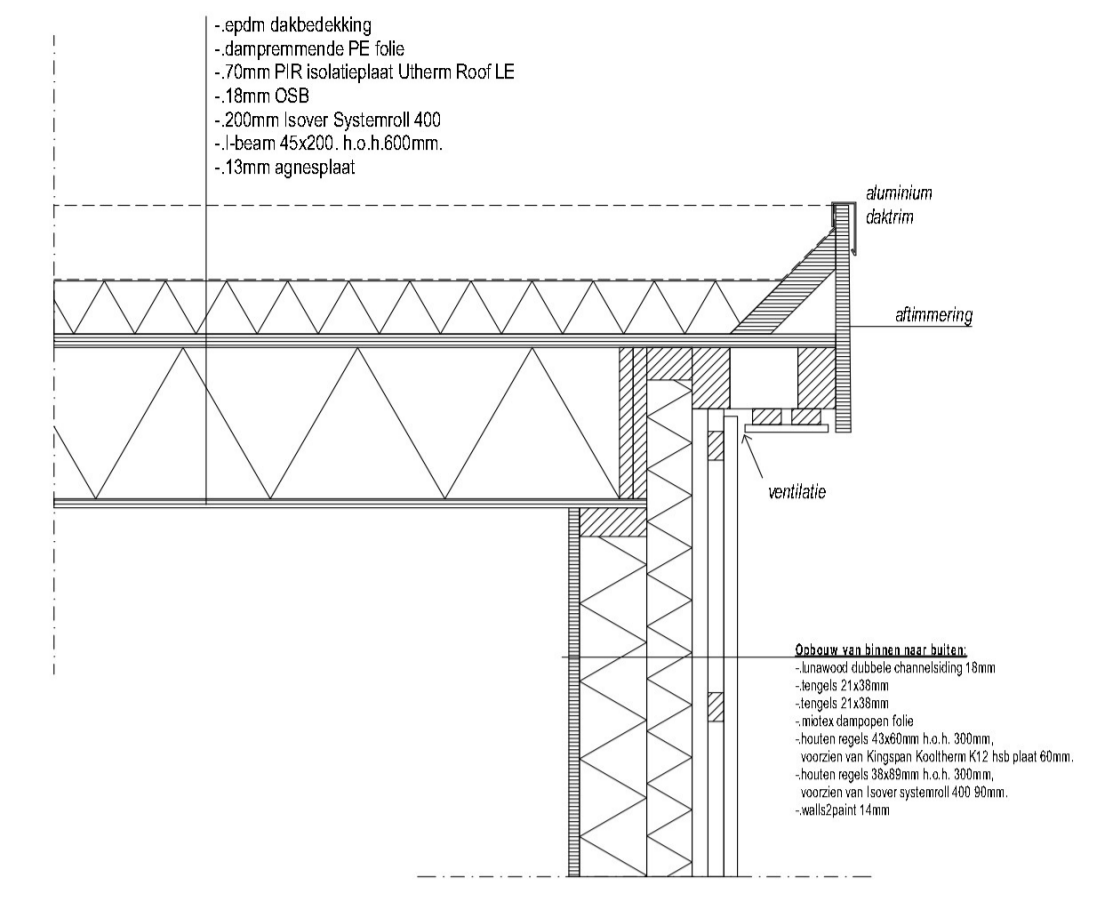 -.epdm dakbedekking
-.dampremmende PE folie
-.70mm PIR isolatieplaat Utherm Roof LE
-.18mm OSB
-.200mm Isover Systemroll 400
-.I-beam 45x200. h.o.h.600mm.
-.13mm agnesplaat
aluminium
daktrim
aftimmering
ventilatie
Opbouw van binnen naar buiten:
-.lunawood dubbele channelsiding 18mm
-.tengels 21x38mm
-.tengels 21x38mm
-.miotex dampopen folie
-.houten regels 43x60mm h.o.h. 300mm,
voorzien van Kingspan Kooltherm K12 hsb plaat 60mm.
-.houten regels 38x89mm h.o.h. 300mm,
voorzien van Isover systemroll 400 90mm.
-.walls2paint 14mm